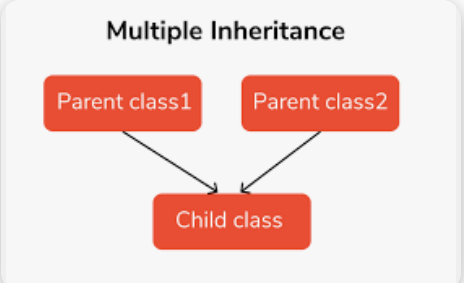 Multiple Inheritance
Parent class1
Parent class2
Child class